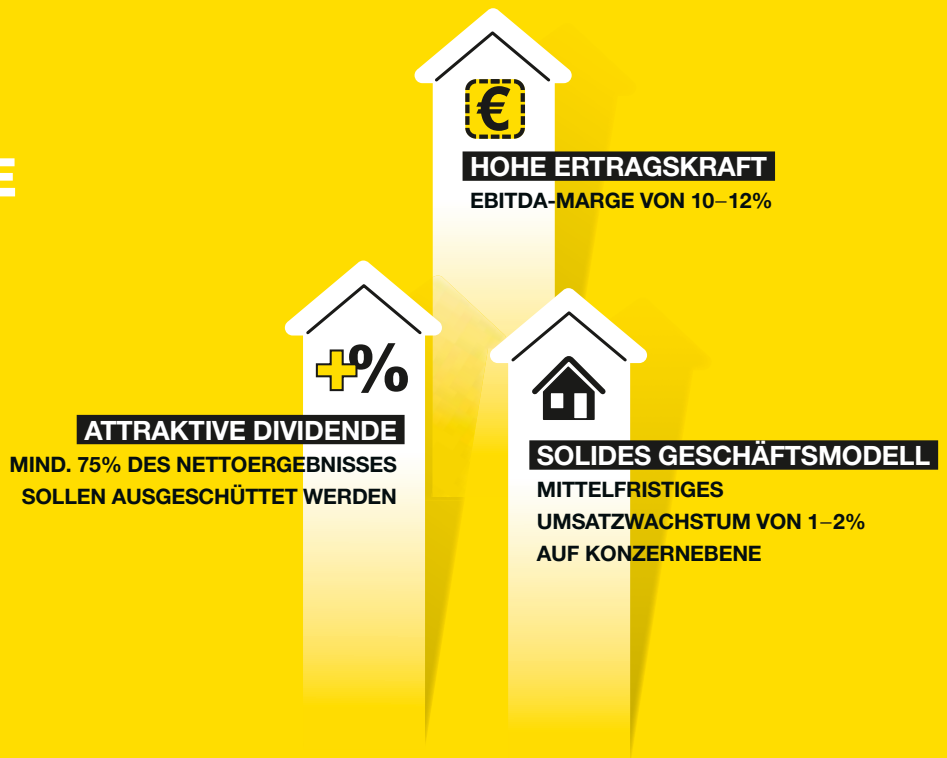 €
HOHE ERTRAGSKRAFT
EBITDA-MARGE VON 10–12%
+%
ATTRAKTIVE DIVIDENDE
MIND. 75% DES NETTOERGEBNISSES
SOLLEN AUSGESCHÜTTET WERDEN
SOLIDES GESCHÄFTSMODELL
MITTELFRISTIGES
UMSATZWACHSTUM VON 1–2%
AUF KONZERNEBENE